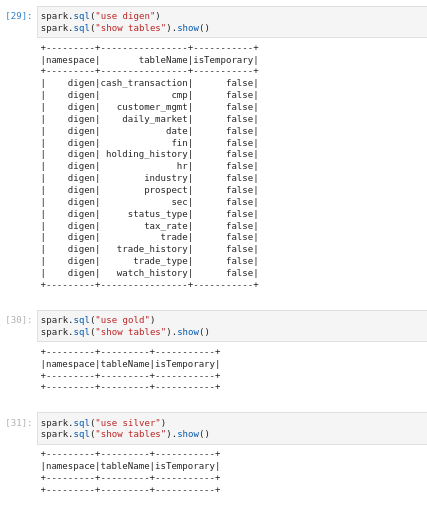 [29]: spark.sql("use digen")
spark.sql("show tables").show()
+---------+---------------+-----------+
|namespace|      tableName|isTemporary|
+---------+---------------+-----------+
|    digen|cash_transaction|      false|
|    digen|            cmp|      false|
|    digen|  customer_mgmt|      false|
|    digen|   daily_market|      false|
|    digen|           date|      false|
|    digen|            fin|      false|
|    digen|holding_history|      false|
|    digen|             hr|      false|
|    digen|       industry|      false|
|    digen|       prospect|      false|
|    digen|            sec|      false|
|    digen|    status_type|      false|
|    digen|       tax_rate|      false|
|    digen|          trade|      false|
|    digen|  trade_history|      false|
|    digen|     trade_type|      false|
|    digen|  watch_history|      false|
+---------+---------------+-----------+
[30]: spark.sql("use gold")
spark.sql("show tables").show()
+---------+---------+-----------+
|namespace|tableName|isTemporary|
+---------+---------+-----------+
+---------+---------+-----------+
[31]: spark.sql("use silver")
spark.sql("show tables").show()
+---------+---------+-----------+
|namespace|tableName|isTemporary|
+---------+---------+-----------+
+---------+---------+-----------+